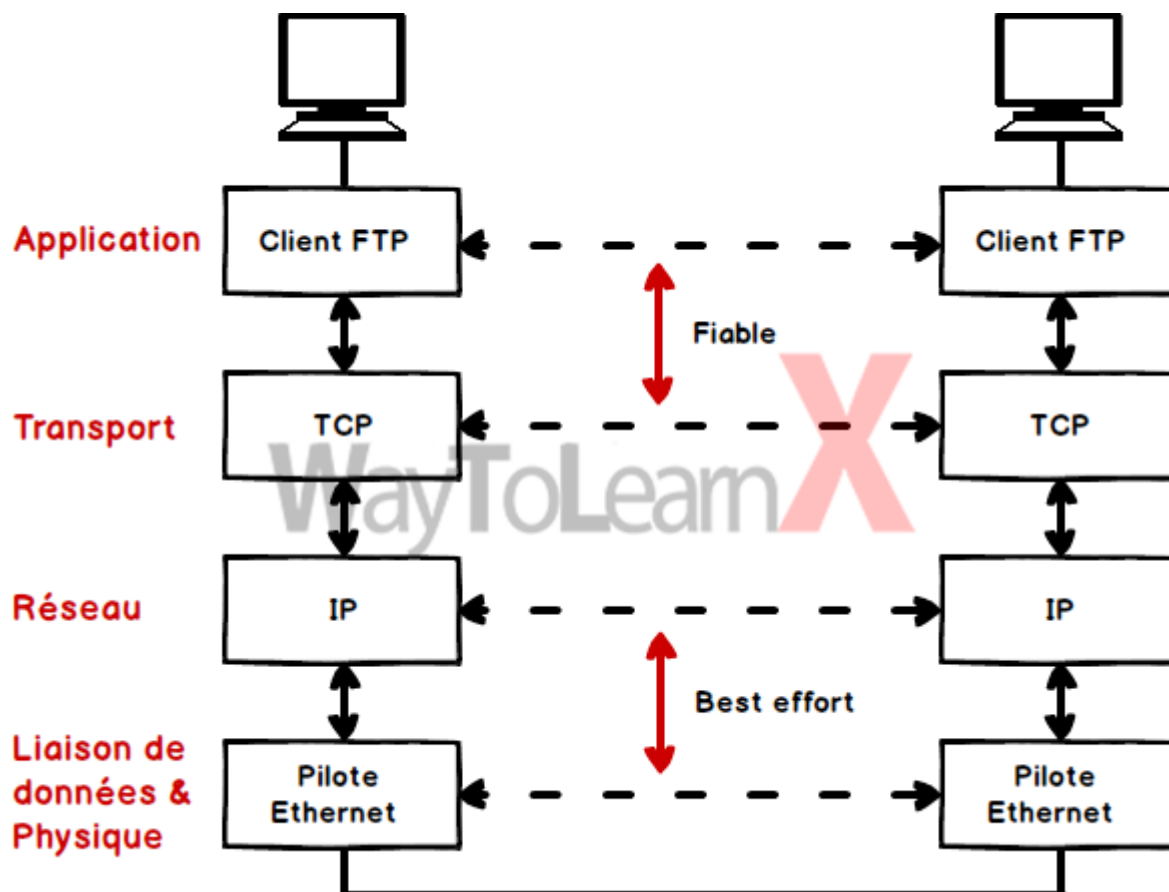 Application
Client FTP
Client FTP
Fiable
Transport
TCP
TCP
WayToLearnX
Réseau
IP
IP
Best effort
Liaison de
données &
Physique
Pilote
Ethernet
Pilote
Ethernet